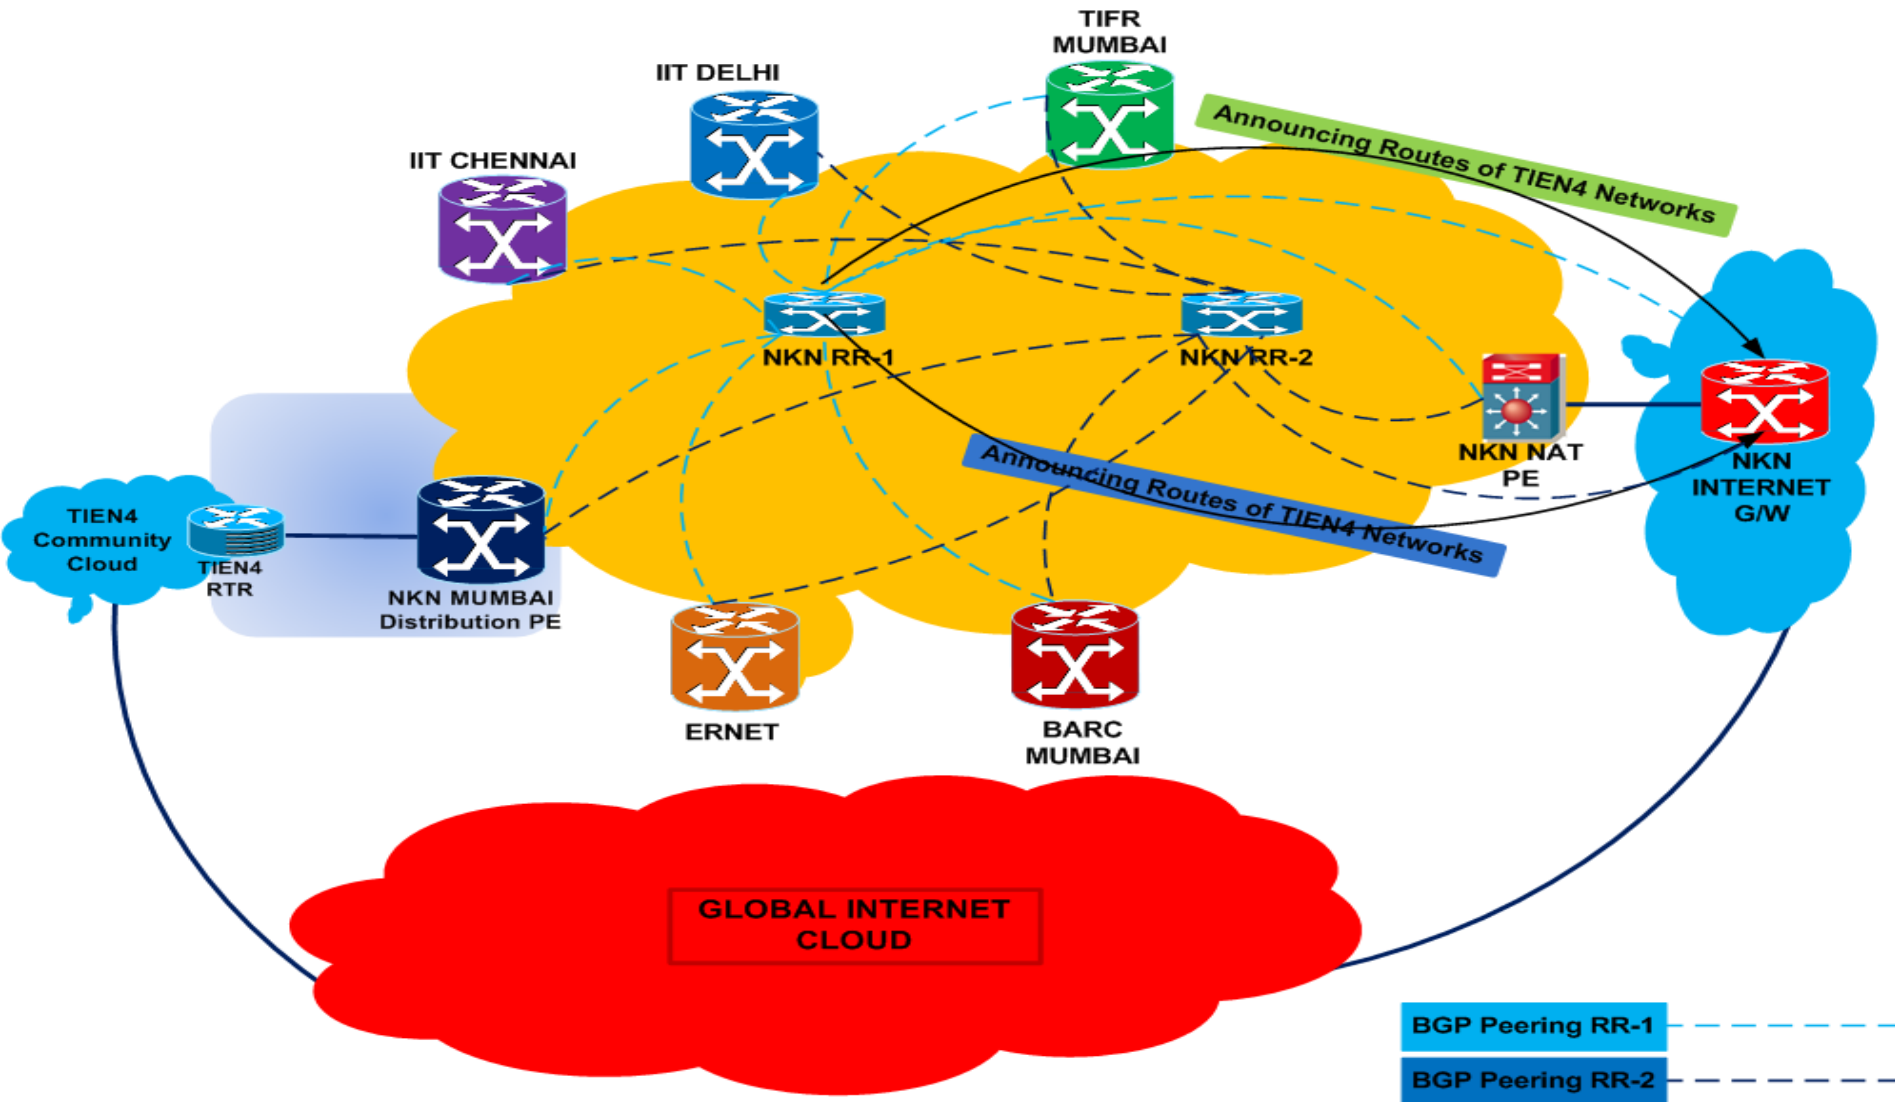 TIFR
MUMBAI
IIT DELHI
Announcing Routes of TIEN4 Networks
IIT CHENNAI
NKN RR-1
NKN RR-2
NKN NAT
PE
NKN
INTERNET
G/W
Announcing Routes of TIEN4 Networks
TIEN4
Community
Cloud
TIEN4
RTR
NKN MUMBAI
Distribution PE
ERNET
BARC
MUMBAI
GLOBAL INTERNET
CLOUD
BGP Peering RR-1
BGP Peering RR-2